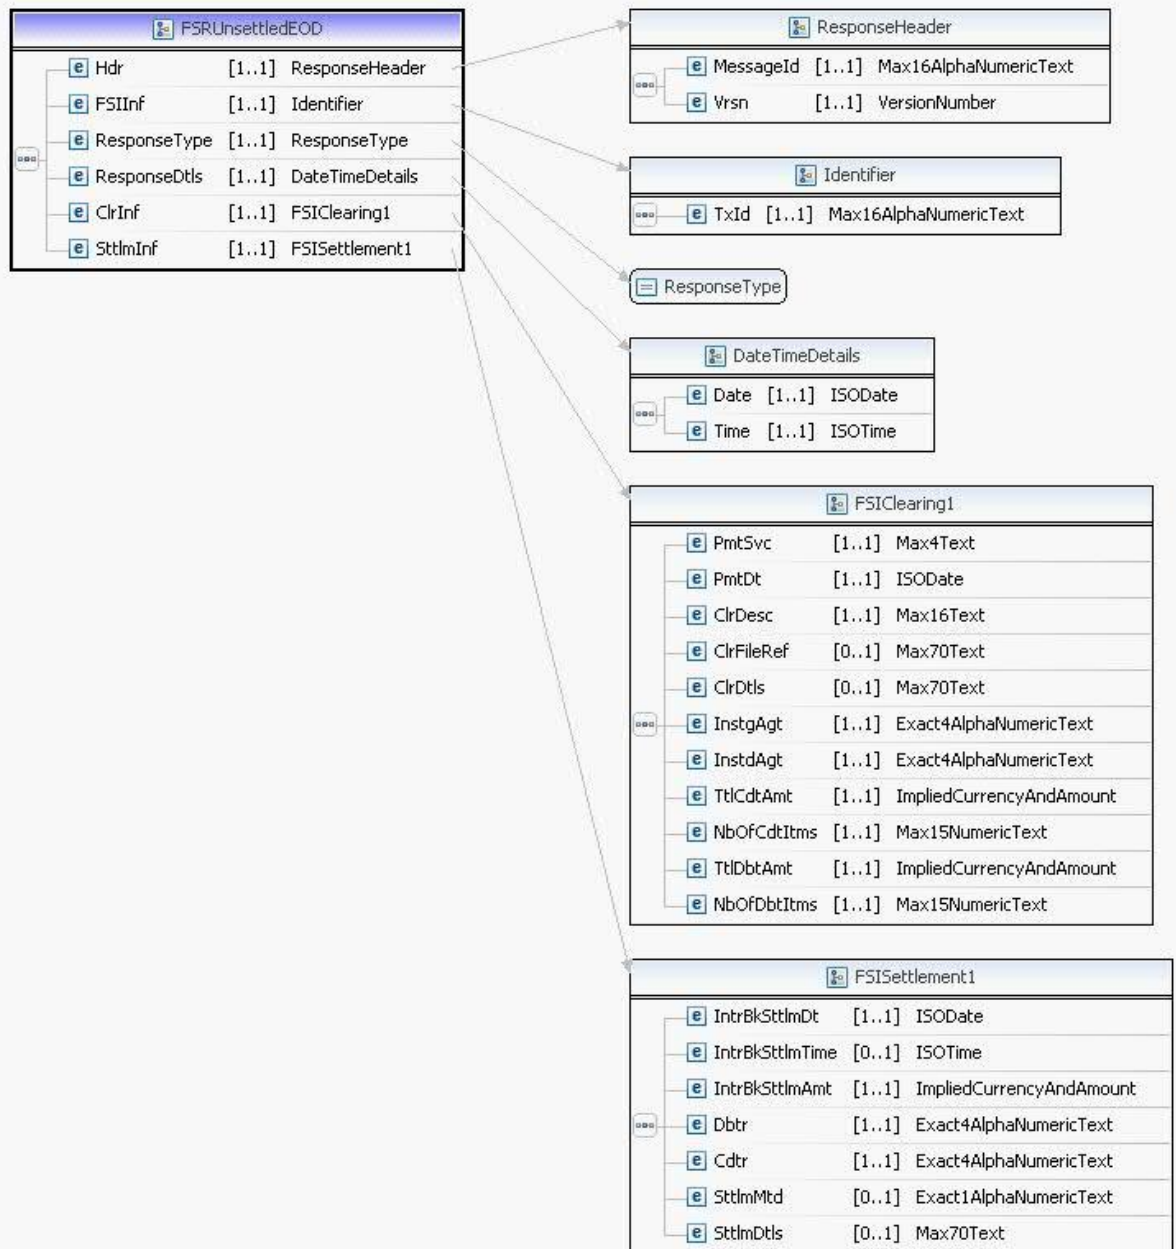 FSRUnsettledEOD
Hdr [1..1] ResponseHeader
FSIInf [1..1] Identifier
ResponseType [1..1] ResponseType
ResponseDtls [1..1] DateTimeDetails
ClrInf [1..1] FSIClearing1
SttlmInf [1..1] FSISettlement1
ResponseHeader
MessageId [1..1] Max16AlphaNumericText
Vrsn [1..1] VersionNumber
Identifier
TxId [1..1] Max16AlphaNumericText
ResponseType
DateTimeDetails
Date [1..1] ISODate
Time [1..1] ISOTime
FSIClearing1
PmtSvc [1..1] Max4Text
PmtDt [1..1] ISODate
ClrDesc [1..1] Max16Text
ClrFileRef [0..1] Max70Text
ClrDtls [0..1] Max70Text
InstgAgt [1..1] Exact4AlphaNumericText
InstdAgt [1..1] Exact4AlphaNumericText
TtlCdtAmt [1..1] ImpliedCurrencyAndAmount
NbOfCdtItms [1..1] Max15NumericText
TtlDbtAmt [1..1] ImpliedCurrencyAndAmount
NbOfDbtItms [1..1] Max15NumericText
FSISettlement1
IntrBkSttlmDt [1..1] ISODate
IntrBkSttlmTime [0..1] ISOTime
IntrBkSttlmAmt [1..1] ImpliedCurrencyAndAmount
Dbtr [1..1] Exact4AlphaNumericText
Cdtr [1..1] Exact4AlphaNumericText
SttlmMtd [0..1] Exact1AlphaNumericText
SttlmDtls [0..1] Max70Text